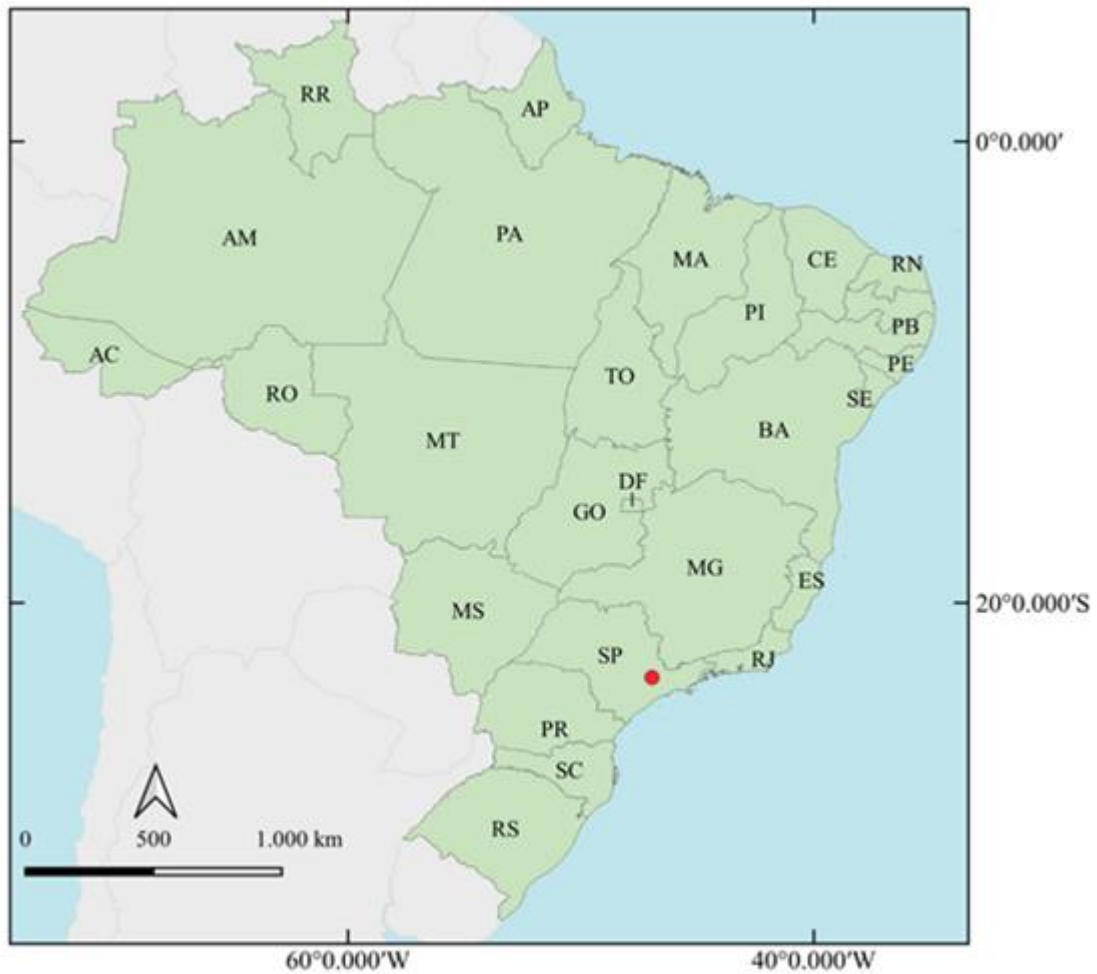 RR
AP
0°0.000′
AM
PA
MA
CE
RN
PI
PB
AC
PE
TO
RO
SE
BA
MT
DF
GO
MG
ES
20°0.000′S
MS
SP
RJ
PR
SC
RS
0 500 1.000 km
60°0.000′W 40°0.000′W